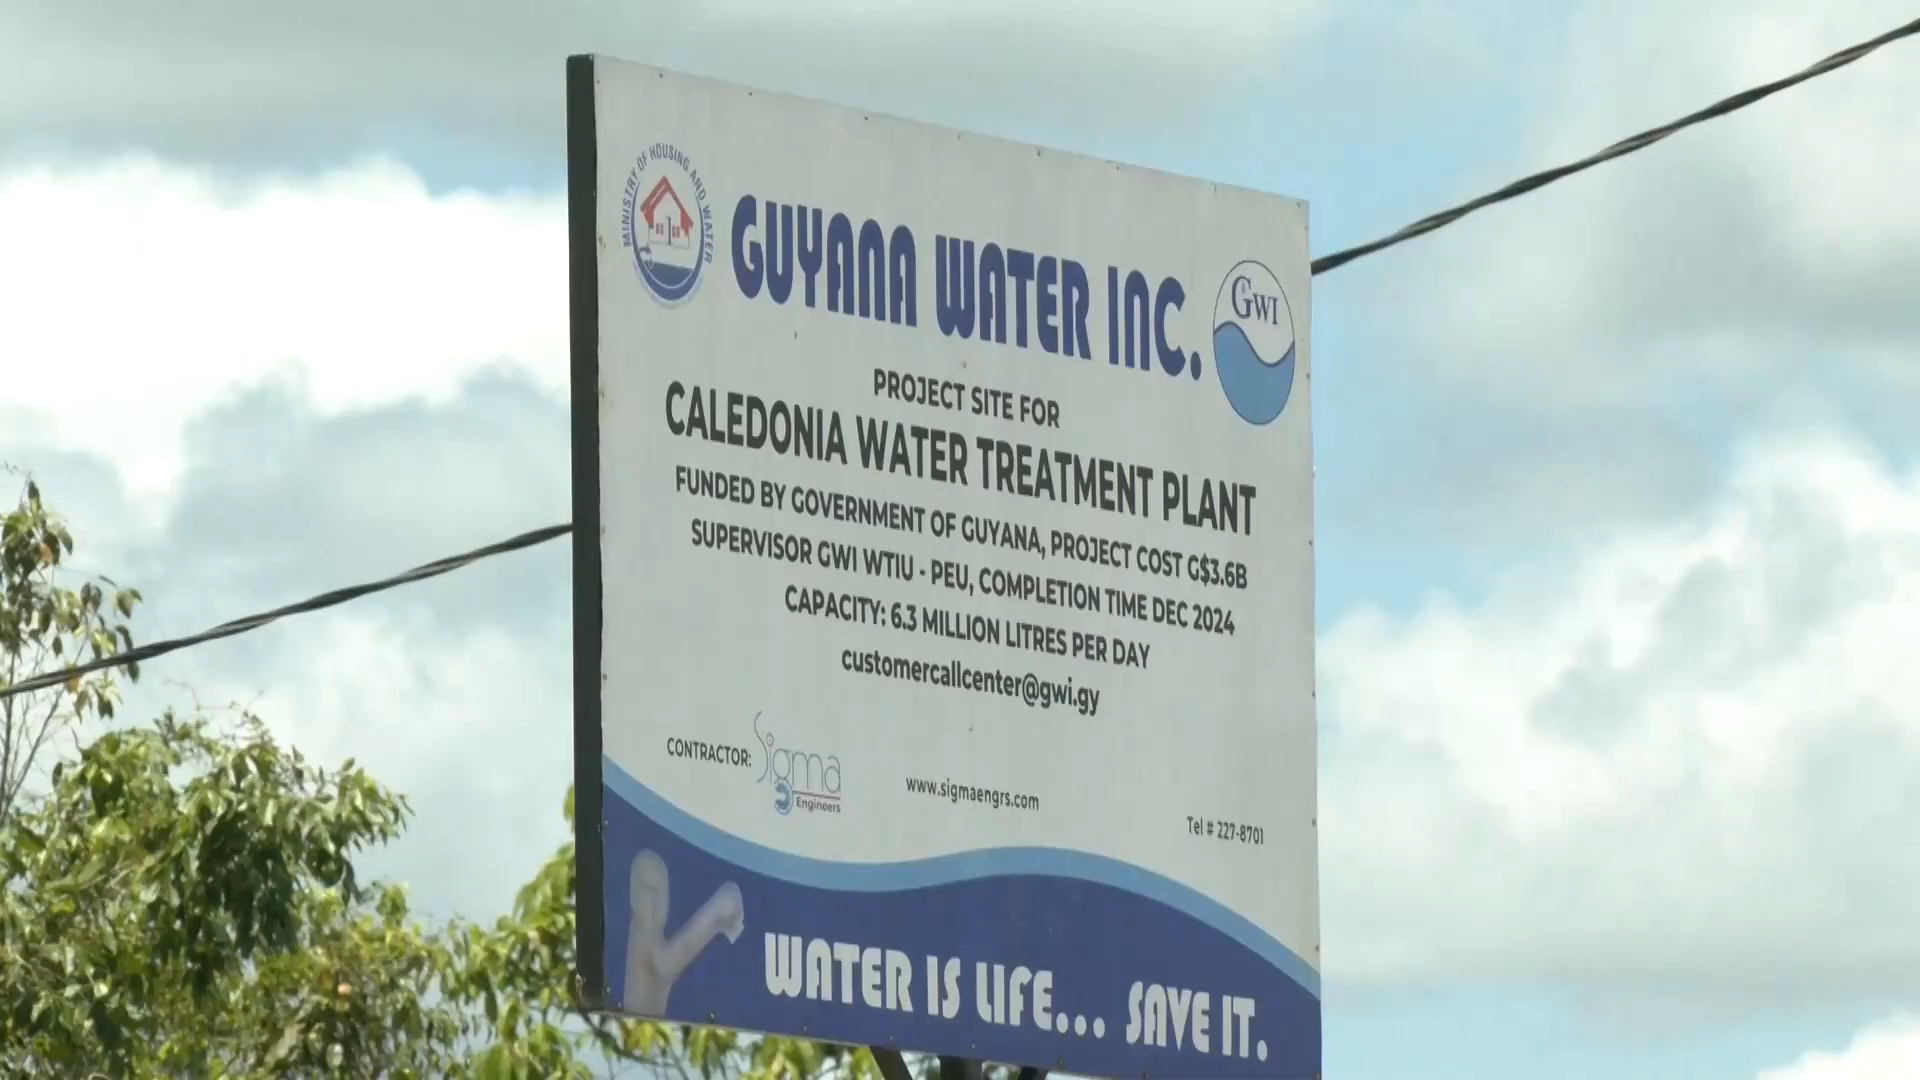 MINISTRY OF HOUSING AND WATER
GUYANA WATER INC.
GWI
PROJECT SITE FOR
CALEDONIA WATER TREATMENT PLANT
FUNDED BY GOVERNMENT OF GUYANA, PROJECT COST G$3.6B
SUPERVISOR GWI WTIU - PEU, COMPLETION TIME DEC 2024
CAPACITY: 6.3 MILLION LITRES PER DAY
customercallcenter@gwi.gy
CONTRACTOR: Sigma
Engineers
www.sigmaengrs.com
Tel # 227-8701
WATER IS LIFE... SAVE IT.